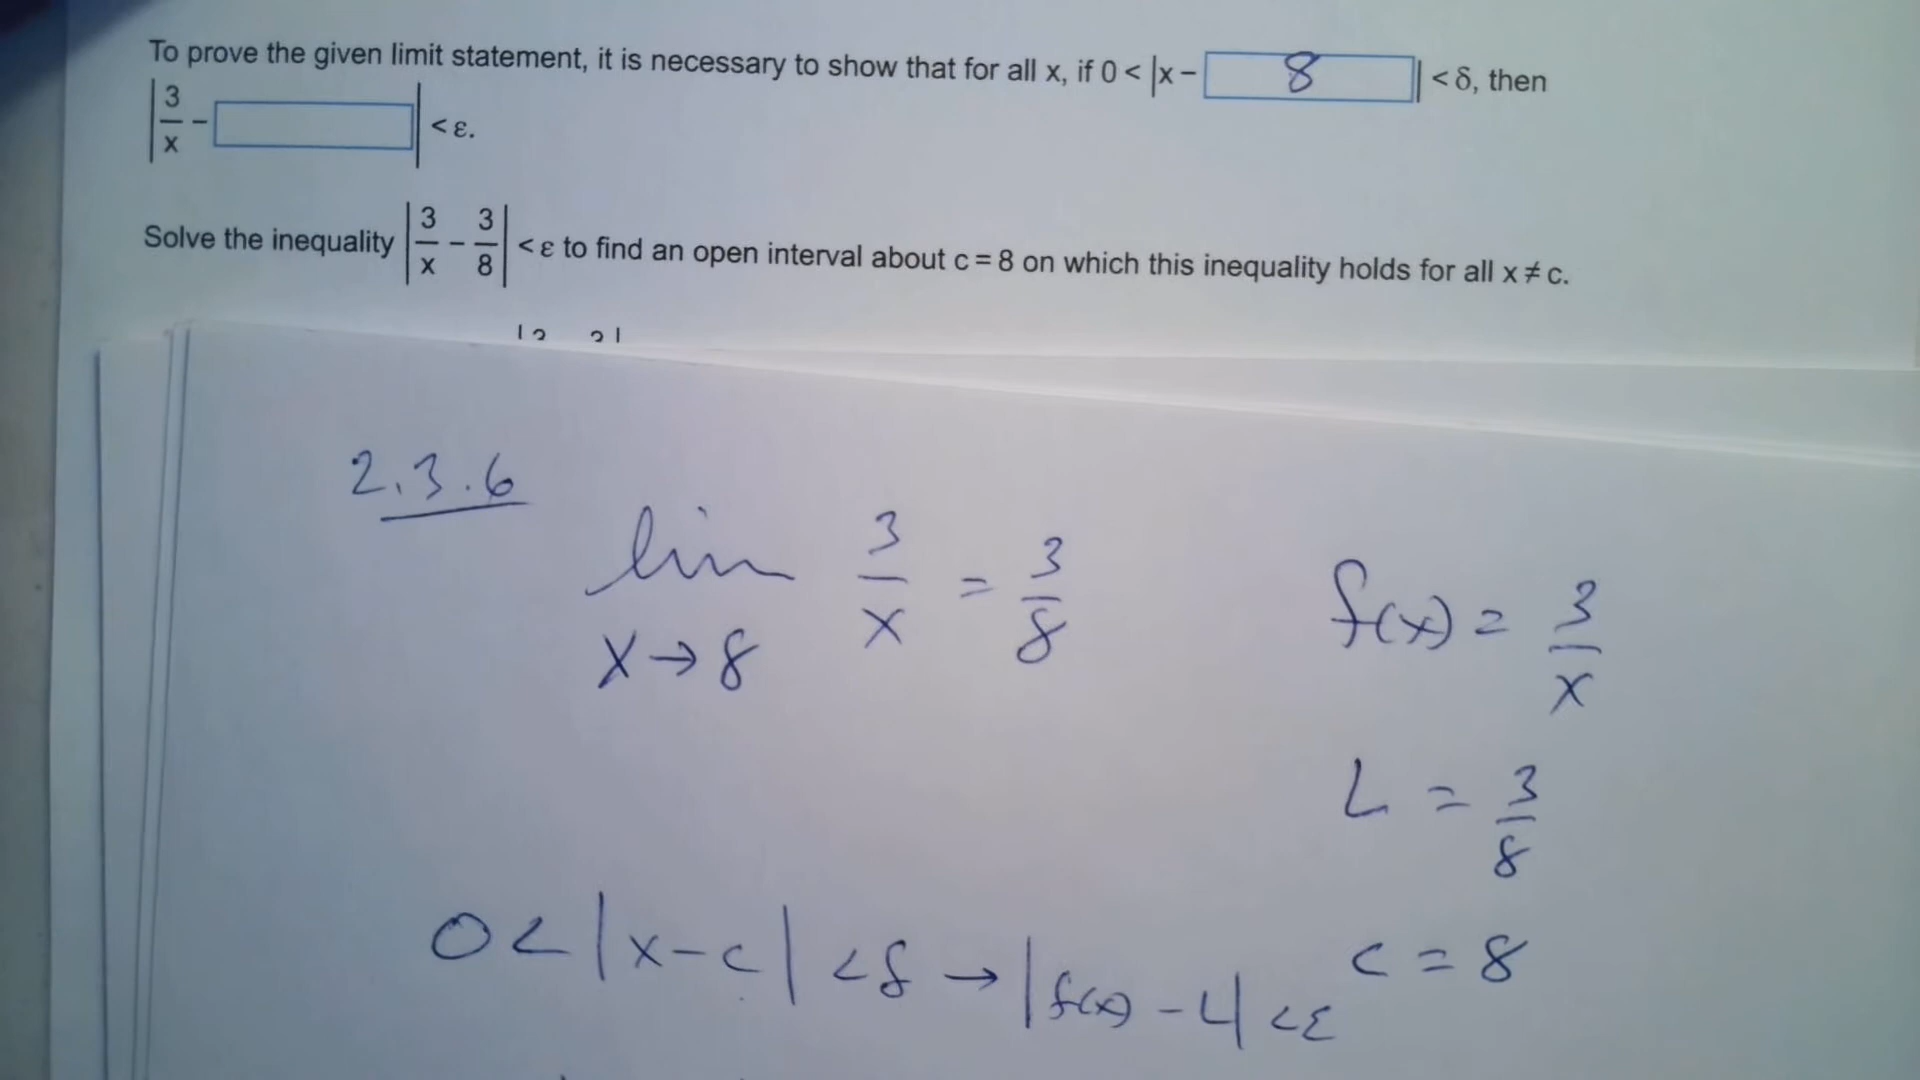 To prove the given limit statement, it is necessary to show that for all x, if 0 < |x − 8 | < δ, then
|3/x − | < ε.
Solve the inequality |3/x − 3/8| < ε to find an open interval about c = 8 on which this inequality holds for all x ≠ c.
2.3.6
lim x→8 3/x = 3/8
f(x) = 3/x
L = 3/8
0 < |x − c| < δ → |f(x) − L| < ε
c = 8